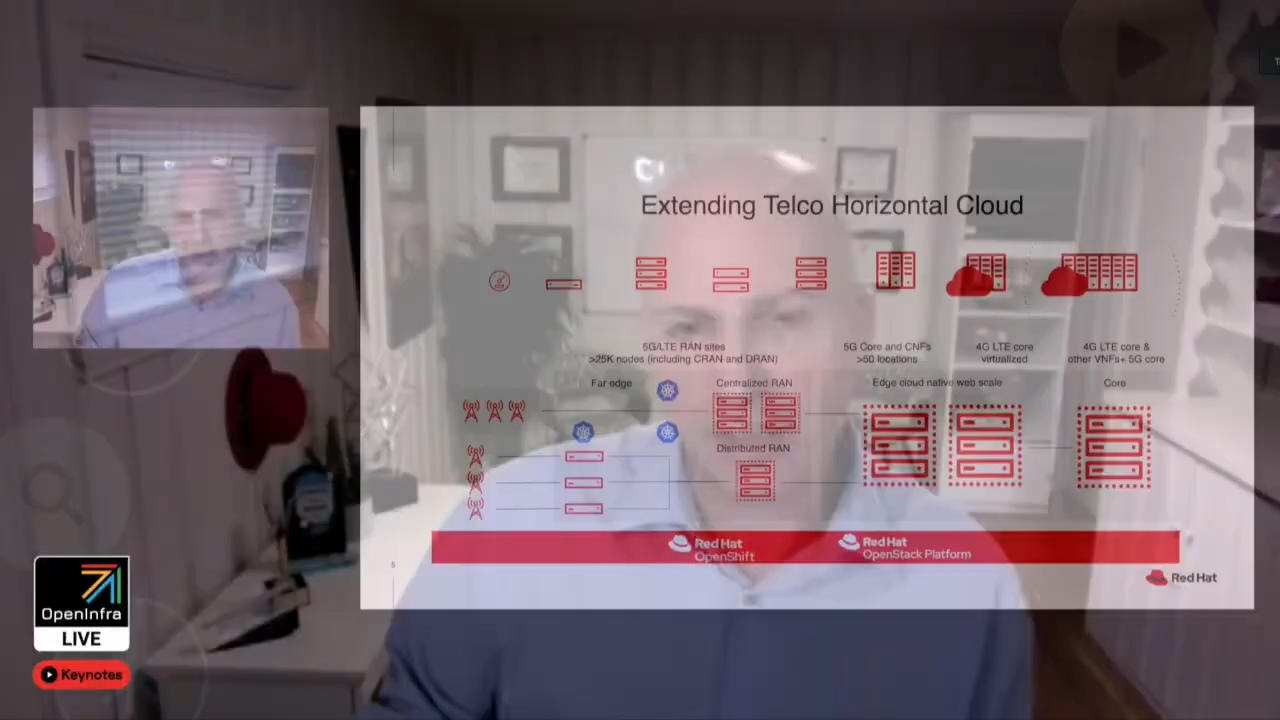 Extending Telco Horizontal Cloud
5G/LTE RAN sites
>25K nodes (including CRAN and DRAN)
5G Core and CNFs
>50 locations
4G LTE core
virtualized
4G LTE core &
other VNFs+ 5G core
Far edge
Centralized RAN
Edge cloud native web scale
Core
Distributed RAN
Red Hat
OpenShift
Red Hat
OpenStack Platform
5
Red Hat
OpenInfra
LIVE
Keynotes